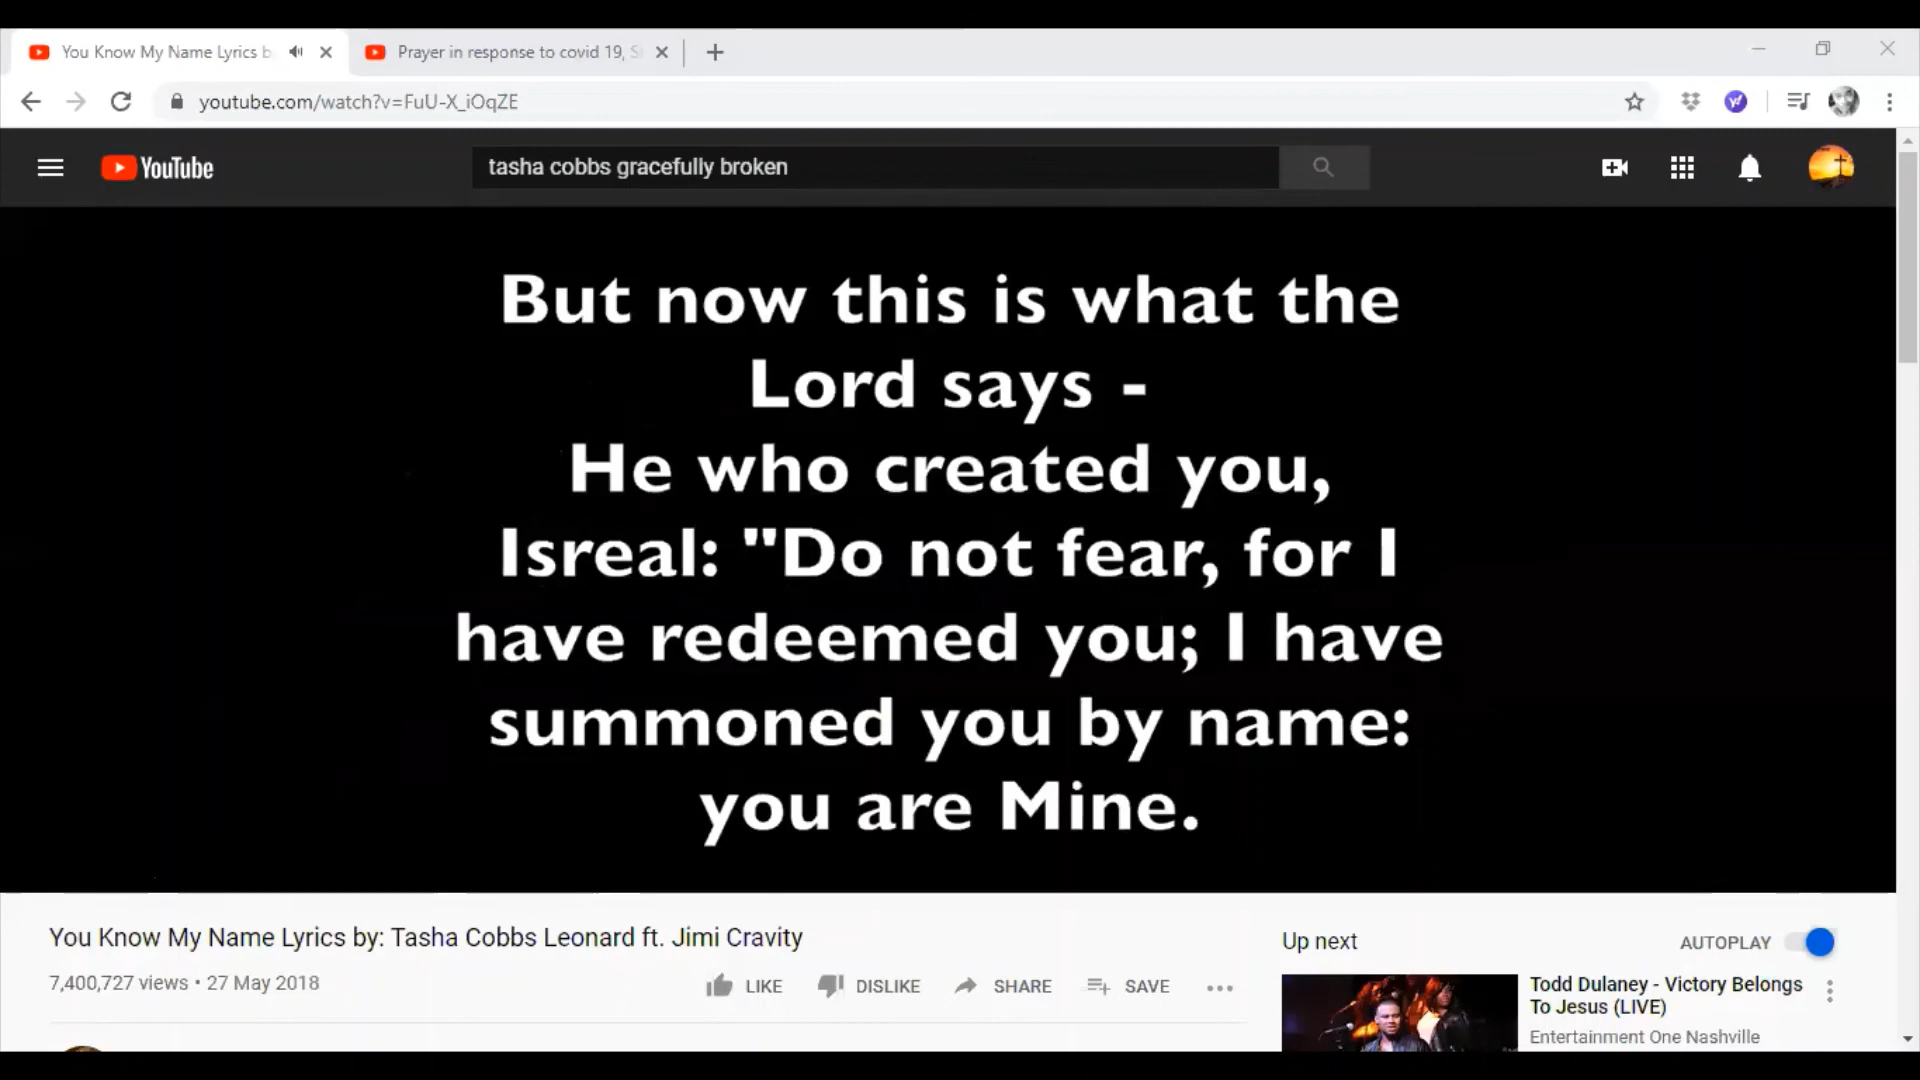 You Know My Name Lyrics b
Prayer in response to covid 19, S
youtube.com/watch?v=FuU-X_iOqZE
YouTube
tasha cobbs gracefully broken
But now this is what the
Lord says -
He who created you,
Isreal: "Do not fear, for I
have redeemed you; I have
summoned you by name:
you are Mine.
You Know My Name Lyrics by: Tasha Cobbs Leonard ft. Jimi Cravity
7,400,727 views • 27 May 2018
LIKE
DISLIKE
SHARE
SAVE
Up next
AUTOPLAY
Todd Dulaney - Victory Belongs
To Jesus (LIVE)
Entertainment One Nashville